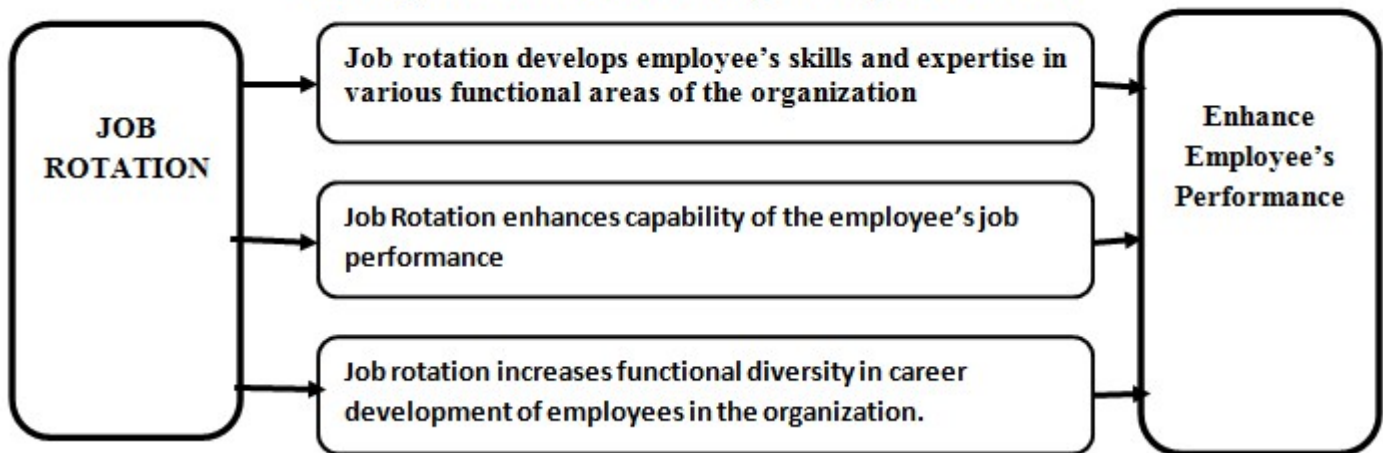 JOB
ROTATION
Job rotation develops employee's skills and expertise in
various functional areas of the organization
Job Rotation enhances capability of the employee's job
performance
Job rotation increases functional diversity in career
development of employees in the organization.
Enhance
Employee's
Performance